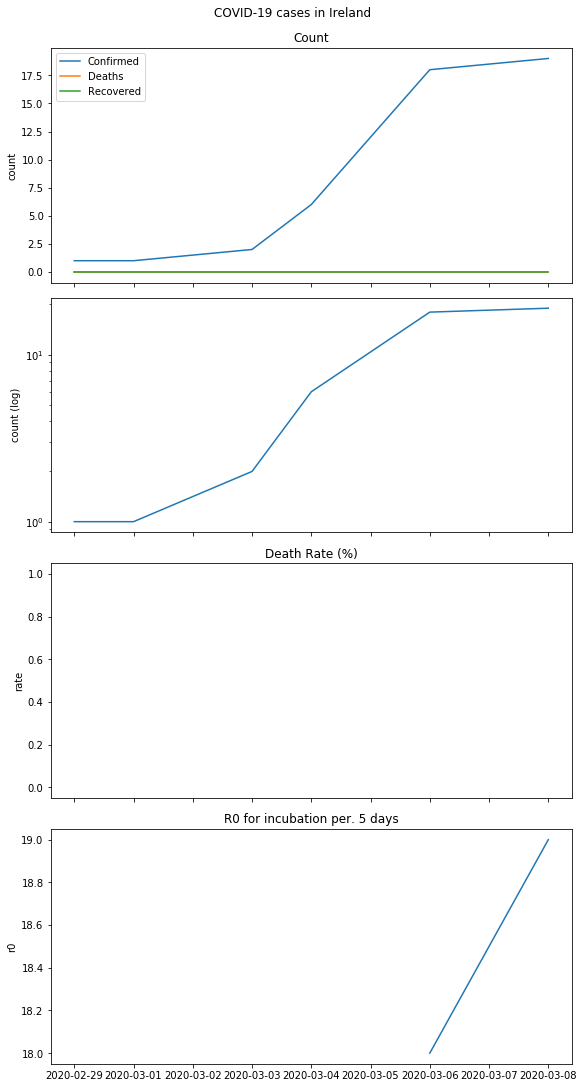 COVID-19 cases in Ireland
Count
Confirmed
Deaths
Recovered
17.5
15.0
12.5
10.0
7.5
5.0
2.5
0.0
count
10^1
10^0
count (log)
Death Rate (%)
1.0
0.8
0.6
0.4
0.2
0.0
rate
R0 for incubation per. 5 days
19.0
18.8
18.6
18.4
18.2
18.0
r0
2020-02-29 2020-03-01 2020-03-02 2020-03-03 2020-03-04 2020-03-05 2020-03-06 2020-03-07 2020-03-08